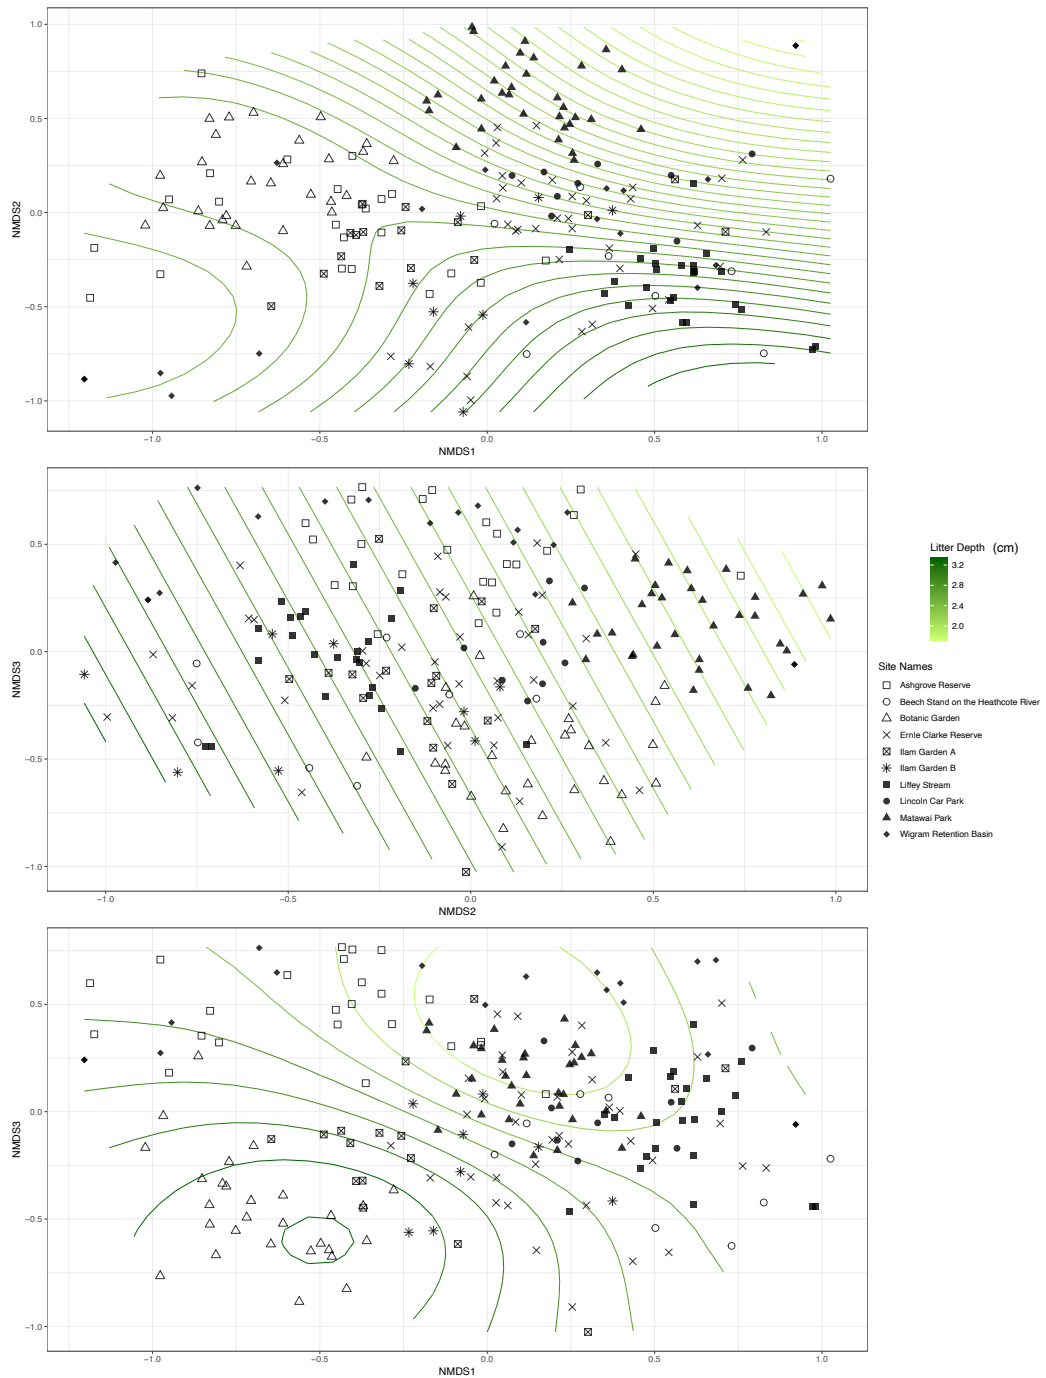 1.0
0.5
0.0
−0.5
−1.0
NMDS2
−1.0
−0.5
0.0
0.5
1.0
NMDS1
0.5
0.0
−0.5
−1.0
NMDS3
−1.0
−0.5
0.0
0.5
1.0
NMDS2
Litter Depth (cm)
3.2
2.8
2.4
2.0
Site Names
Ashgrove Reserve
Beech Stand on the Heathcote River
Botanic Garden
Ernle Clarke Reserve
Ilam Garden A
Ilam Garden B
Liffey Stream
Lincoln Car Park
Matawai Park
Wigram Retention Basin
0.5
0.0
−0.5
−1.0
NMDS3
−1.0
−0.5
0.0
0.5
1.0
NMDS1